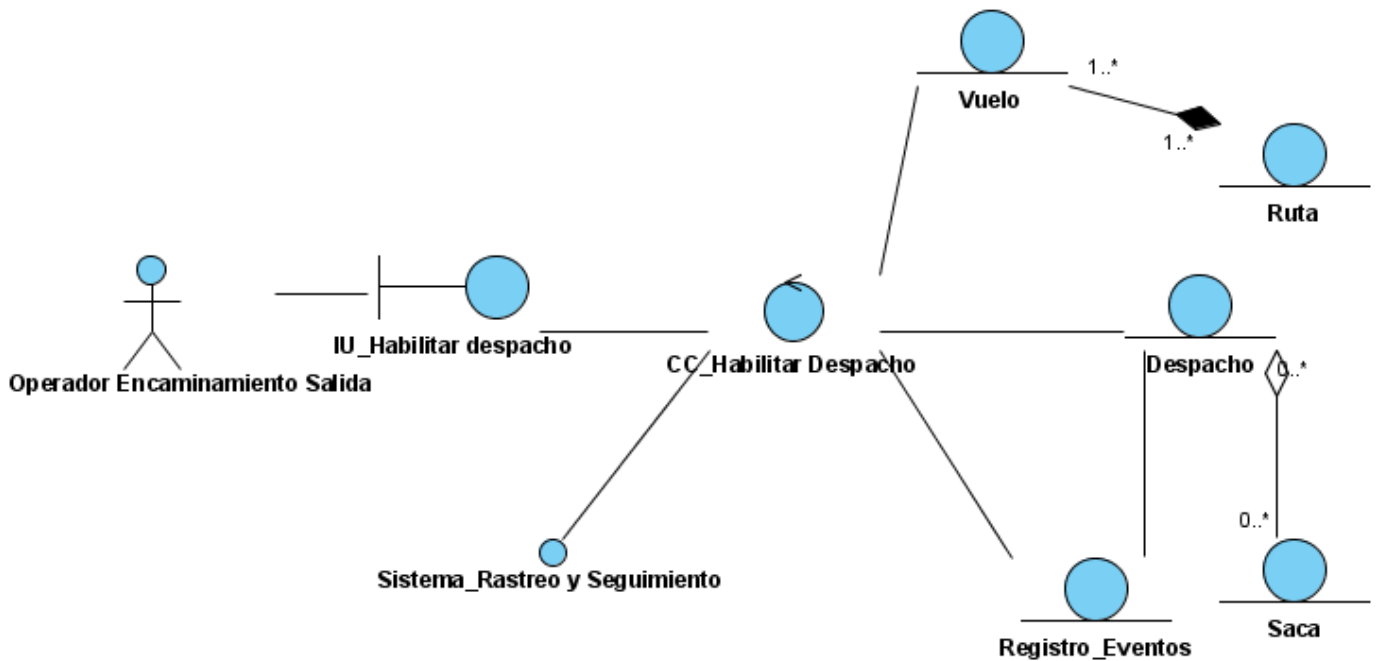 Vuelo
1..*
1..*
Ruta
Operador Encaminamiento Salida
IU_Habilitar despacho
CC_Habilitar Despacho
Despacho
0..*
0..*
Sistema_Rastreo y Seguimiento
Registro_Eventos
Saca